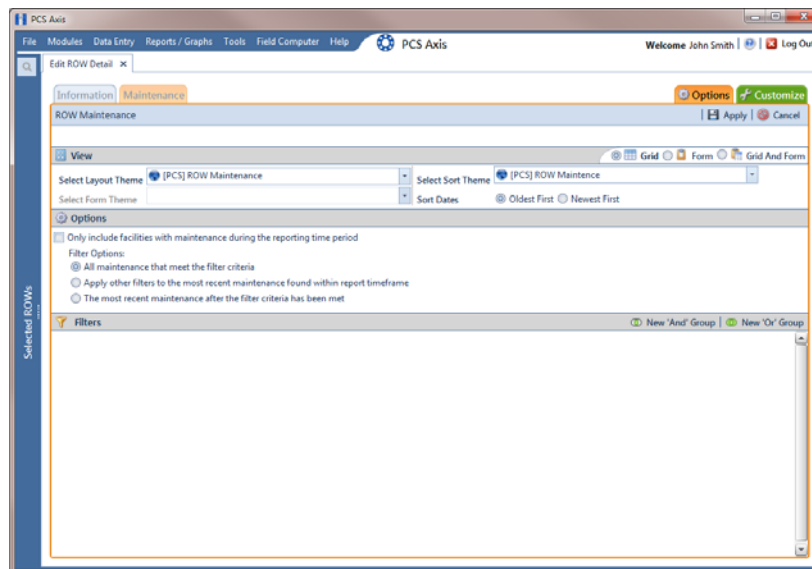 PCS Axis
File Modules Data Entry Reports / Graphs Tools Field Computer Help PCS Axis Welcome John Smith | Log Out
Edit ROW Detail
Information Maintenance Options Customize
ROW Maintenance | Apply | Cancel
View Grid Form Grid And Form
Select Layout Theme [PCS] ROW Maintenance Select Sort Theme [PCS] ROW Maintence
Select Form Theme Sort Dates Oldest First Newest First
Options
Only include facilities with maintenance during the reporting time period
Filter Options:
All maintenance that meet the filter criteria
Apply other filters to the most recent maintenance found within report timeframe
The most recent maintenance after the filter criteria has been met
Selected ROWs
Filters New 'And' Group | New 'Or' Group